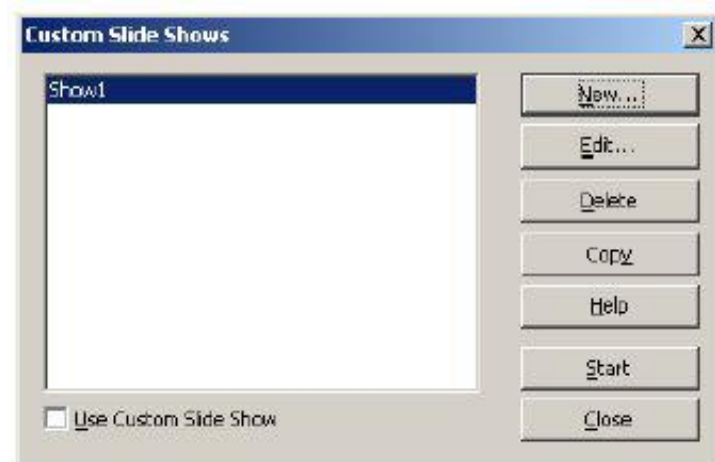 Custom Slide Shows
Show1
New...
Edit...
Delete
Copy
Help
Start
Use Custom Slide Show
Close